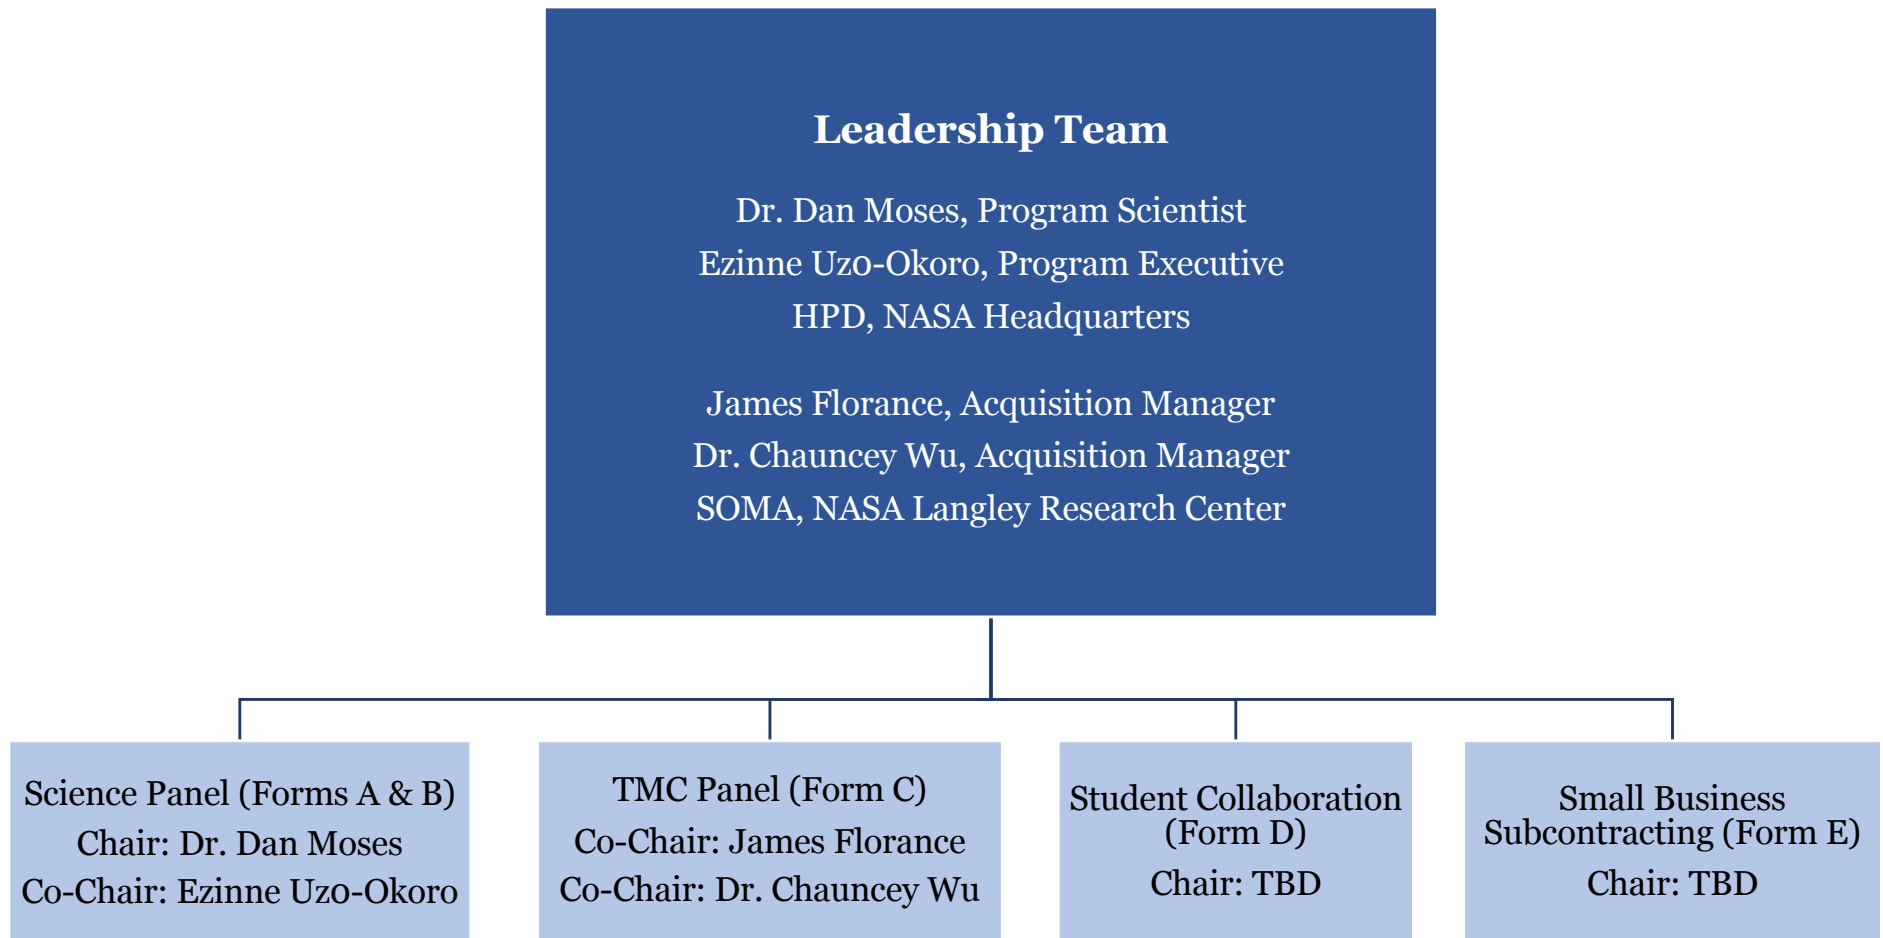 Leadership Team
Dr. Dan Moses, Program Scientist
Ezinne Uzo-Okoro, Program Executive
HPD, NASA Headquarters
James Florance, Acquisition Manager
Dr. Chauncey Wu, Acquisition Manager
SOMA, NASA Langley Research Center
Science Panel (Forms A & B)
Chair: Dr. Dan Moses
Co-Chair: Ezinne Uzo-Okoro
TMC Panel (Form C)
Co-Chair: James Florance
Co-Chair: Dr. Chauncey Wu
Student Collaboration
(Form D)
Chair: TBD
Small Business
Subcontracting (Form E)
Chair: TBD